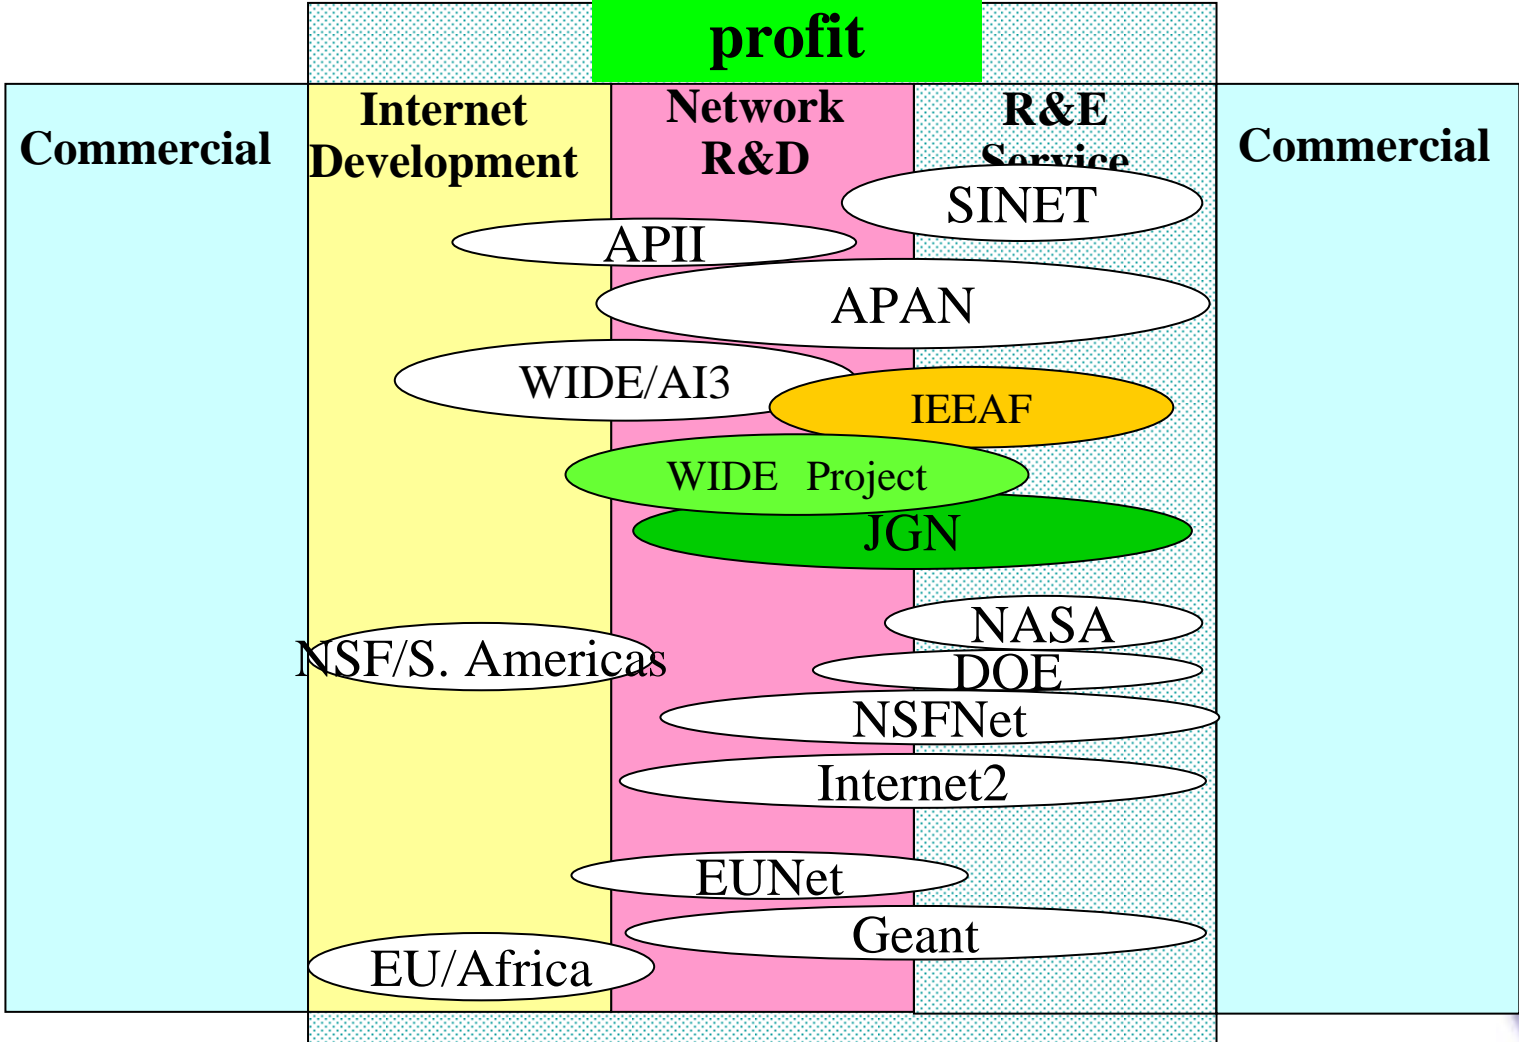 profit
Commercial
Internet
Development
Network
R&D
R&E
Service
Commercial
SINET
APII
APAN
WIDE/AI3
IEEAF
WIDE Project
JGN
NASA
NSF/S. Americas
DOE
NSFNet
Internet2
EUNet
Geant
EU/Africa